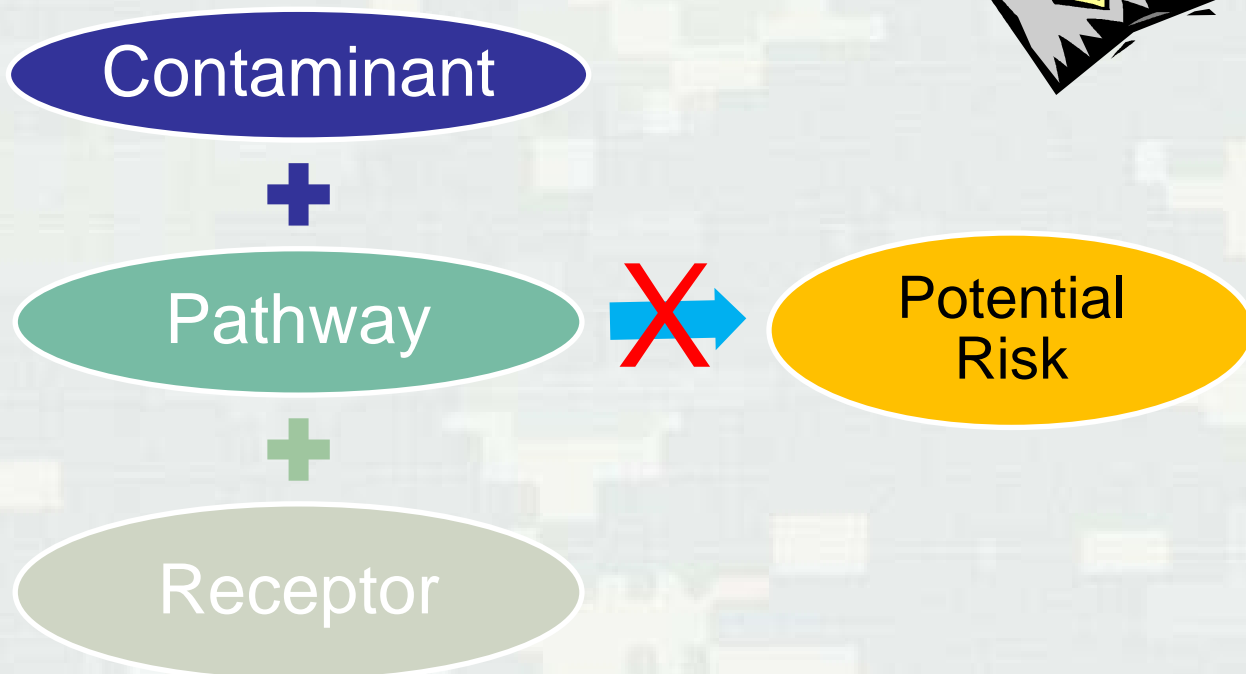 Contaminant
Pathway
X
Potential
Risk
Receptor